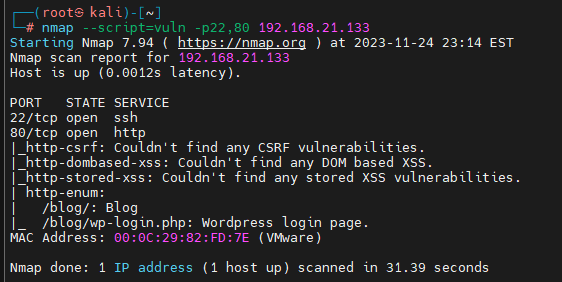 ┌──(root㉿ kali)-[~]
└─# nmap --script=vuln -p22,80 192.168.21.133
Starting Nmap 7.94 ( https://nmap.org ) at 2023-11-24 23:14 EST
Nmap scan report for 192.168.21.133
Host is up (0.0012s latency).

PORT   STATE SERVICE
22/tcp open  ssh
80/tcp open  http
|_http-csrf: Couldn't find any CSRF vulnerabilities.
|_http-dombased-xss: Couldn't find any DOM based XSS.
|_http-stored-xss: Couldn't find any stored XSS vulnerabilities.
| http-enum:
|   /blog/: Blog
|_  /blog/wp-login.php: Wordpress login page.
MAC Address: 00:0C:29:82:FD:7E (VMware)

Nmap done: 1 IP address (1 host up) scanned in 31.39 seconds